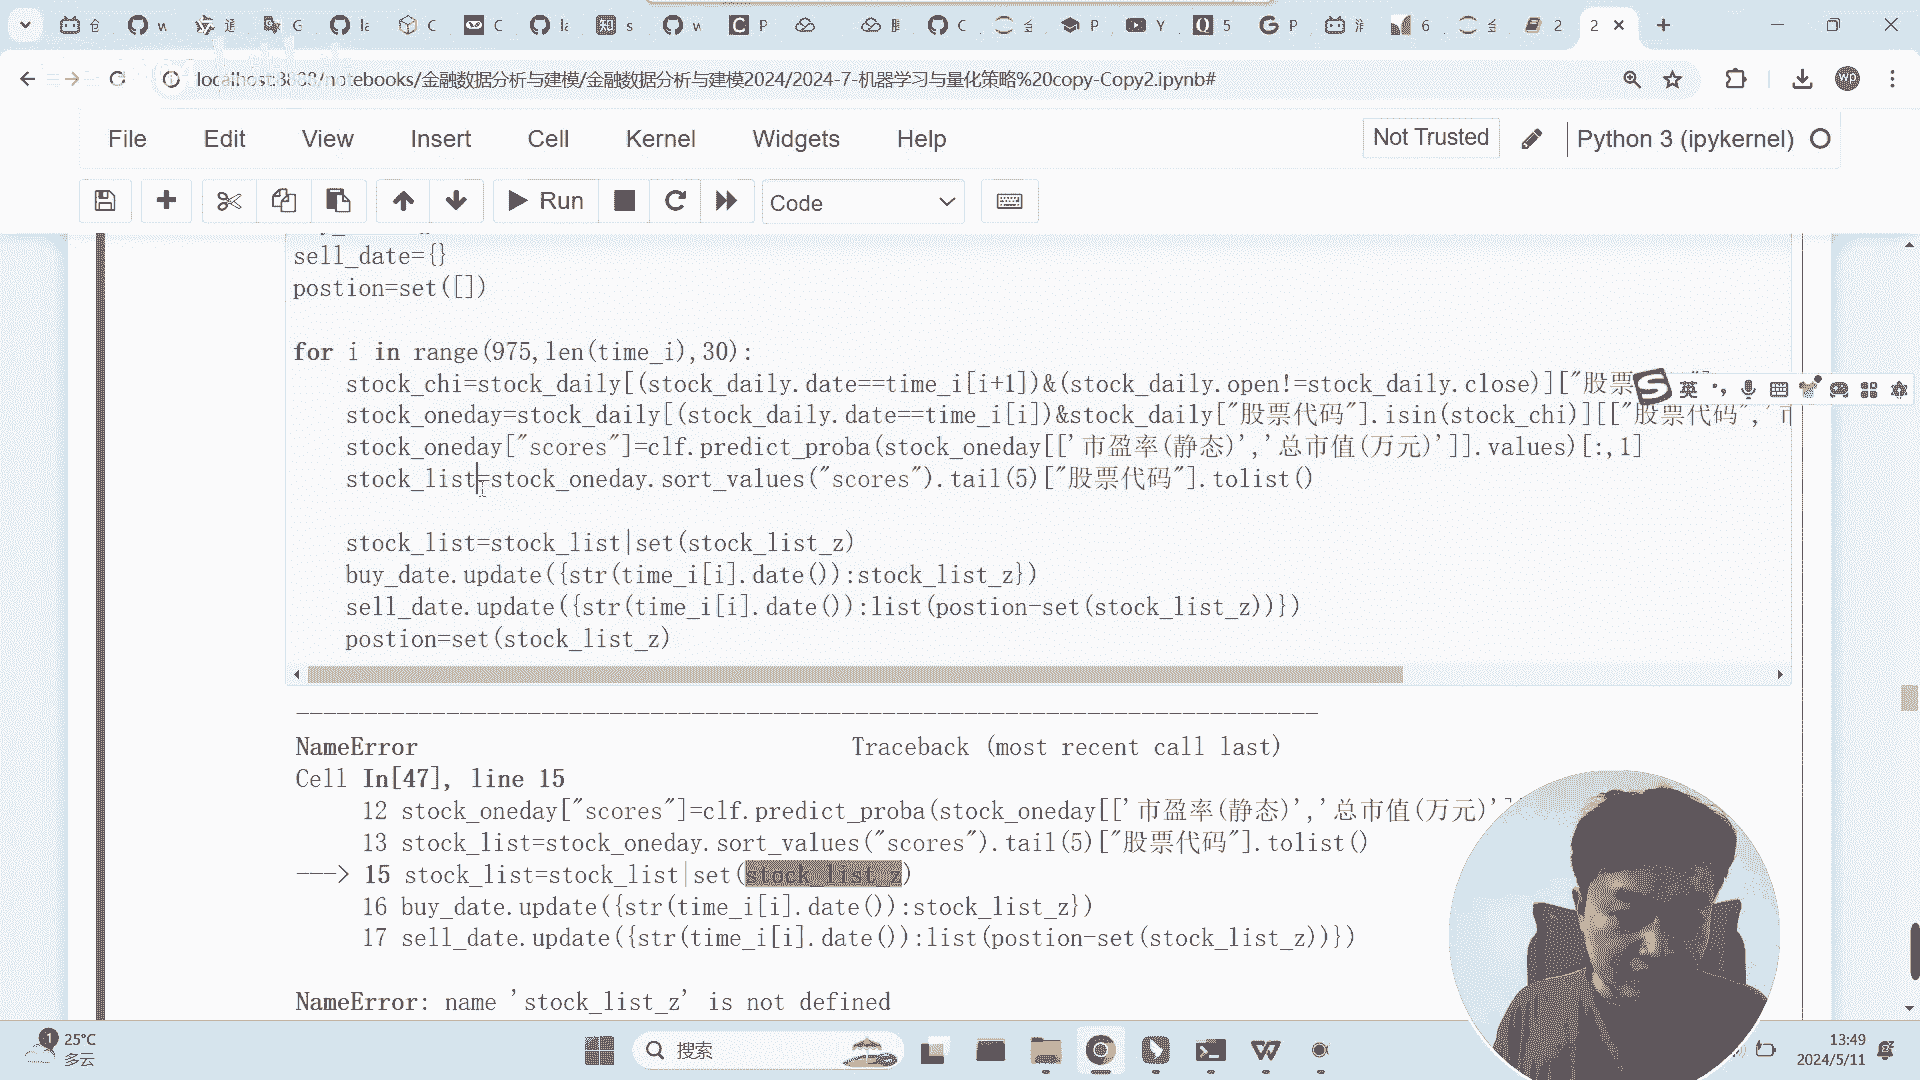 localhost:8888/notebooks/金融数据分析与建模/金融数据分析与建模2024/2024-7-机器学习与量化策略%20copy-Copy2.ipynb#
File Edit View Insert Cell Kernel Widgets Help
Not Trusted
Python 3 (ipykernel)
Run
Code
sell_date={}
postion=set([])
for i in range(975,len(time_i),30):
stock_chi=stock_daily[(stock_daily.date==time_i[i+1])&(stock_daily.open!=stock_daily.close)]["股票
英
stock_oneday=stock_daily[(stock_daily.date==time_i[i])&stock_daily["股票代码"].isin(stock_chi)][["股票代码",'市
stock_oneday["scores"]=clf.predict_proba(stock_oneday[['市盈率(静态)','总市值(万元)']].values)[:,1]
stock_list=stock_oneday.sort_values("scores").tail(5)["股票代码"].tolist()
stock_list=stock_list|set(stock_list_z)
buy_date.update({str(time_i[i].date()):stock_list_z})
sell_date.update({str(time_i[i].date()):list(postion-set(stock_list_z))})
postion=set(stock_list_z)
NameError Traceback (most recent call last)
Cell In[47], line 15
12 stock_oneday["scores"]=clf.predict_proba(stock_oneday[['市盈率(静态)','总市值(万元)'
13 stock_list=stock_oneday.sort_values("scores").tail(5)["股票代码"].tolist()
---> 15 stock_list=stock_list|set(stock_list_z)
16 buy_date.update({str(time_i[i].date()):stock_list_z})
17 sell_date.update({str(time_i[i].date()):list(postion-set(stock_list_z))})
NameError: name 'stock_list_z' is not defined
25°C
多云
搜索
13:49
2024/5/11